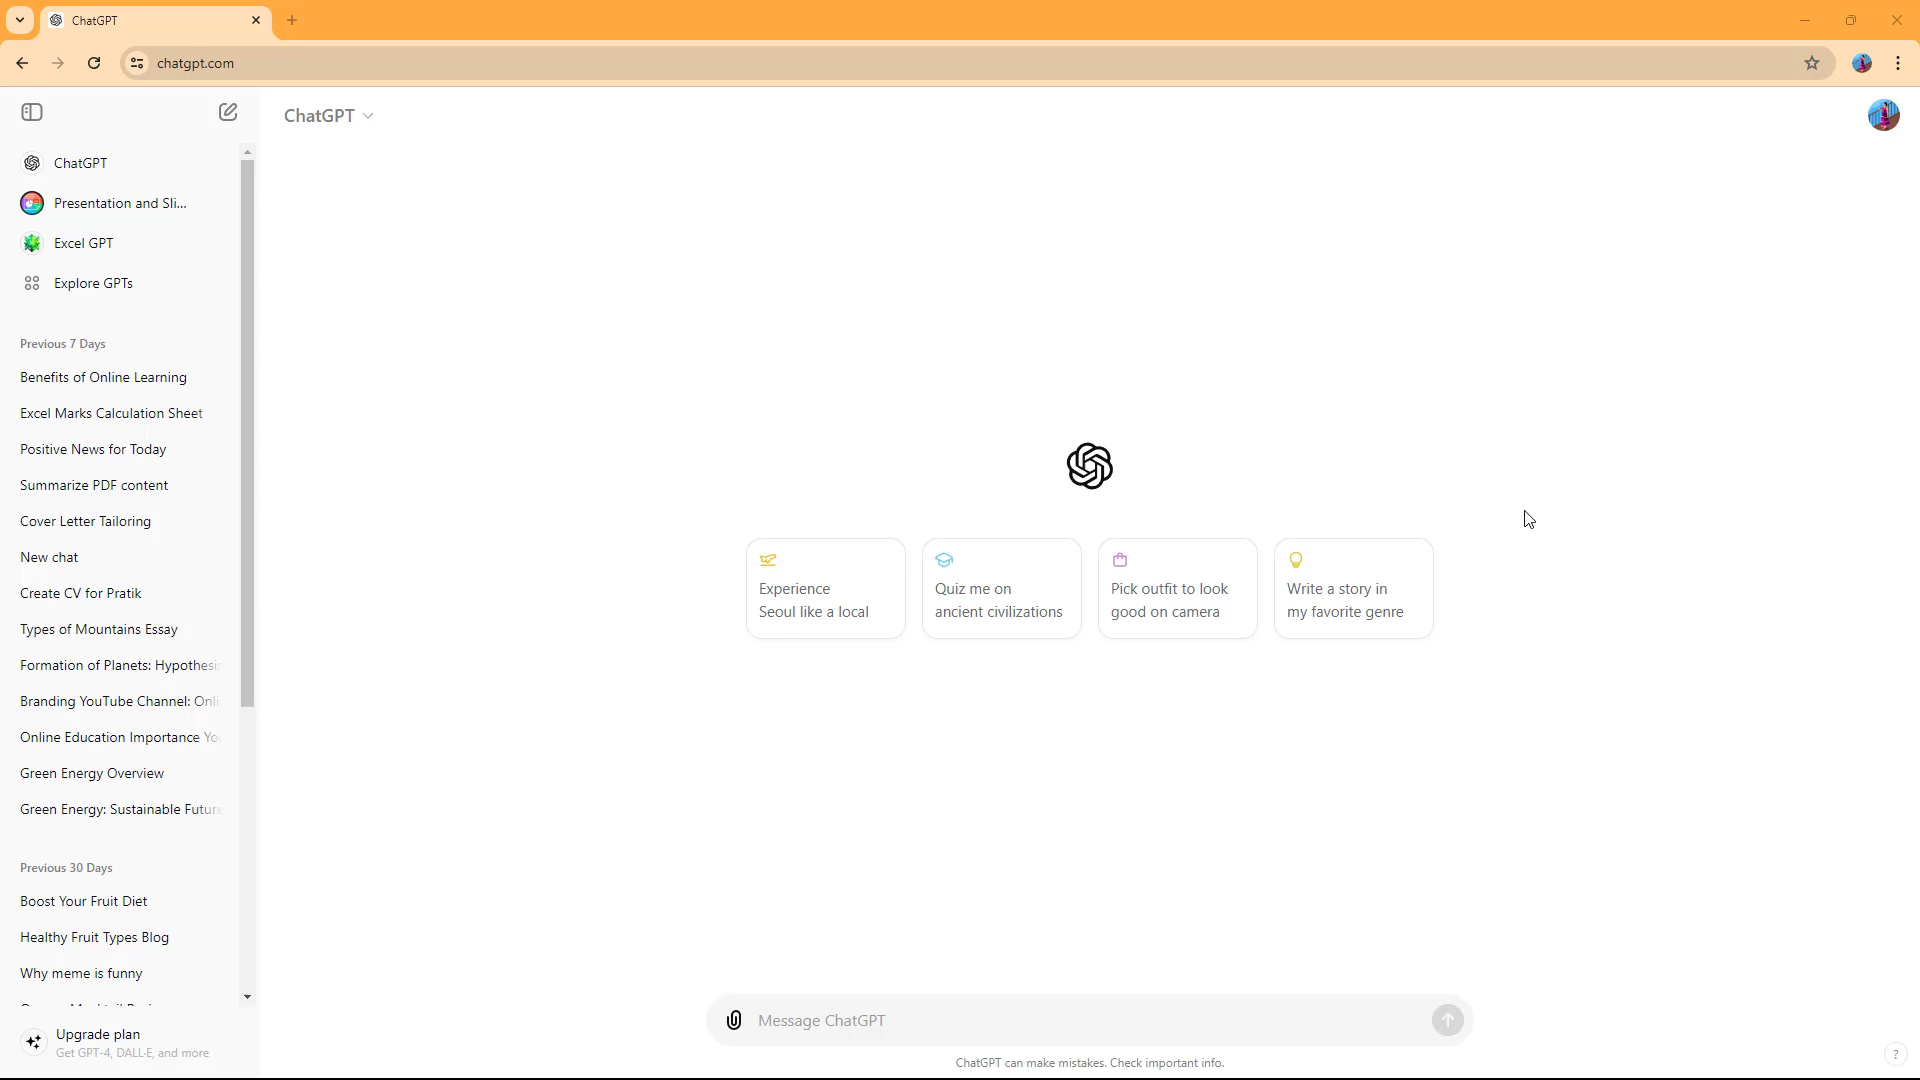 ChatGPT
chatgpt.com
ChatGPT
ChatGPT
Presentation and Sli...
Excel GPT
Explore GPTs
Previous 7 Days
Benefits of Online Learning
Excel Marks Calculation Sheet
Positive News for Today
Summarize PDF content
Cover Letter Tailoring
New chat
Create CV for Pratik
Types of Mountains Essay
Formation of Planets: Hypothesis
Branding YouTube Channel: Onli
Online Education Importance Yo
Green Energy Overview
Green Energy: Sustainable Future
Previous 30 Days
Boost Your Fruit Diet
Healthy Fruit Types Blog
Why meme is funny
Upgrade plan
Get GPT-4, DALL·E, and more
Experience
Seoul like a local
Quiz me on
ancient civilizations
Pick outfit to look
good on camera
Write a story in
my favorite genre
Message ChatGPT
ChatGPT can make mistakes. Check important info.
?